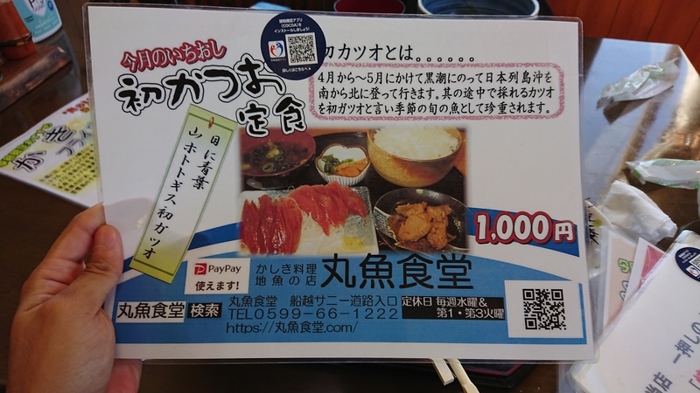 今月のいちおし
初かつお
定食
初カツオとは。。。。。。
4月から～5月にかけて黒潮にのって日本列島沖を
南から北に登って行きます。其の途中で採れるカツオ
を初ガツオと言い季節の旬の魚として珍重されます。
目に青葉
山ホトトギス初ガツオ
1,000円
PayPay
使えます!
かしき料理
地魚の店
丸魚食堂
丸魚食堂 検索
丸魚食堂 船越サニー道路入口
TEL0599-66-1222
https://丸魚食堂.com/
定休日 毎週水曜&
第1・第3火曜
かき
フライ